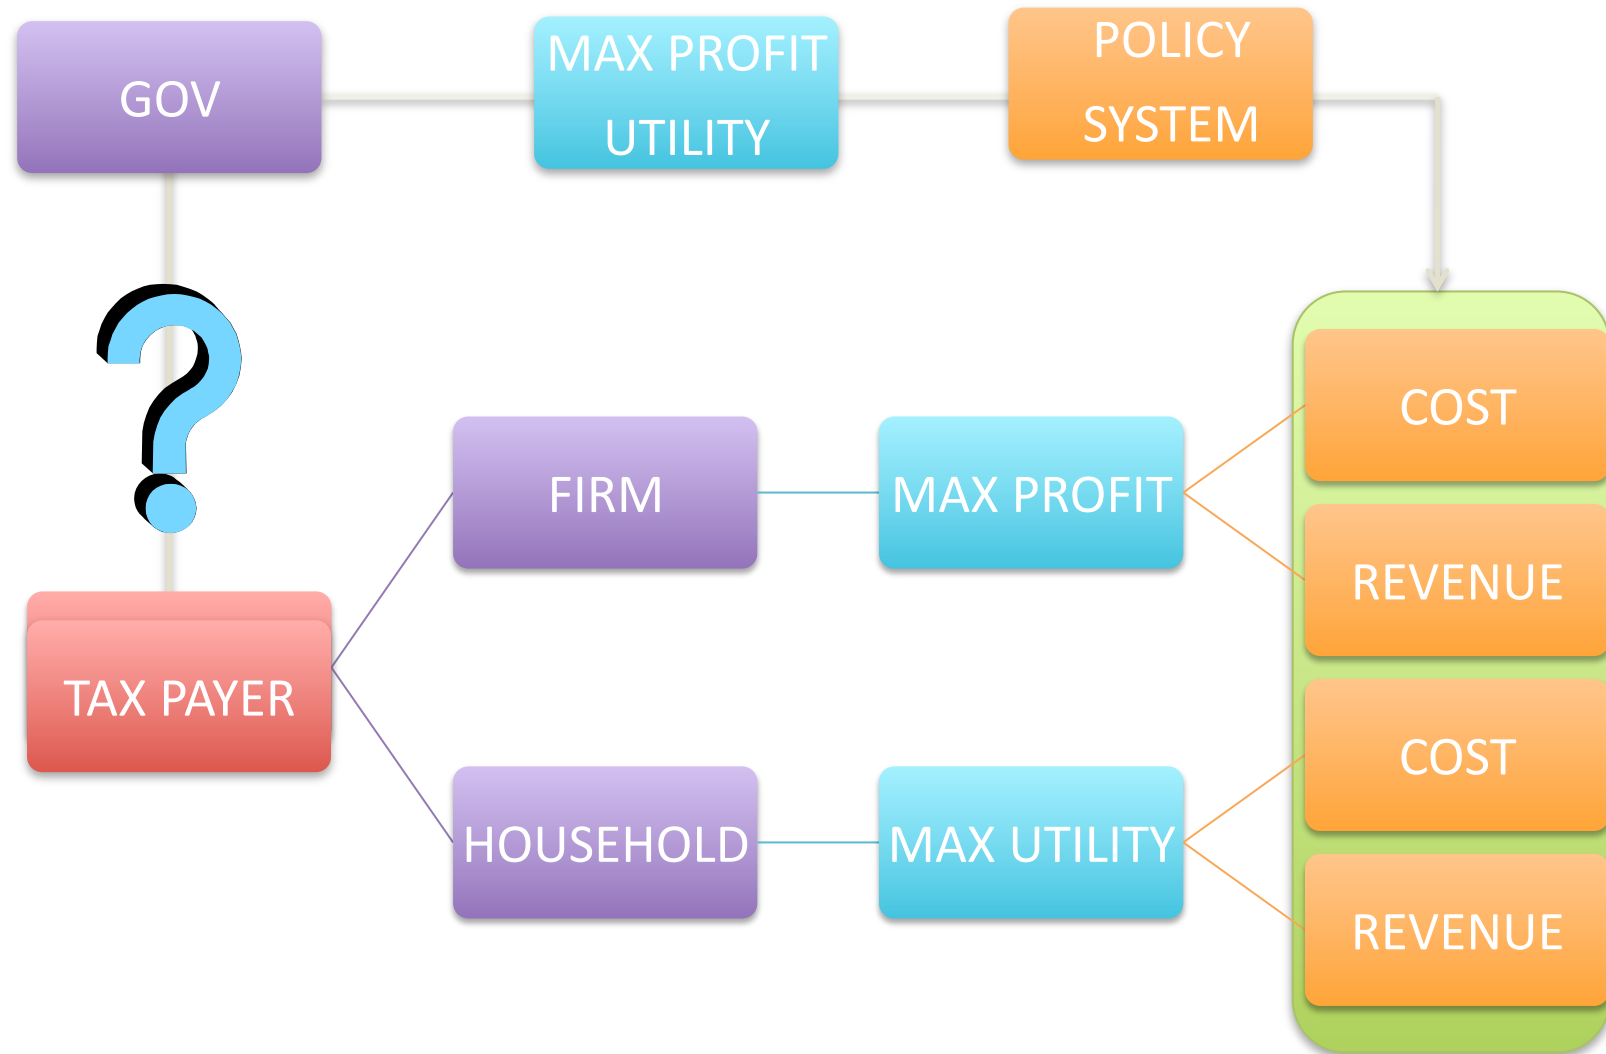 GOV
MAX PROFIT
UTILITY
POLICY
SYSTEM
?
TAX PAYER
FIRM
MAX PROFIT
COST
REVENUE
HOUSEHOLD
MAX UTILITY
COST
REVENUE